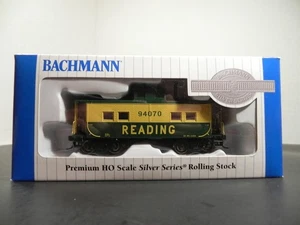 BACHMANN
94070
READING
Premium HO Scale Silver Series® Rolling Stock